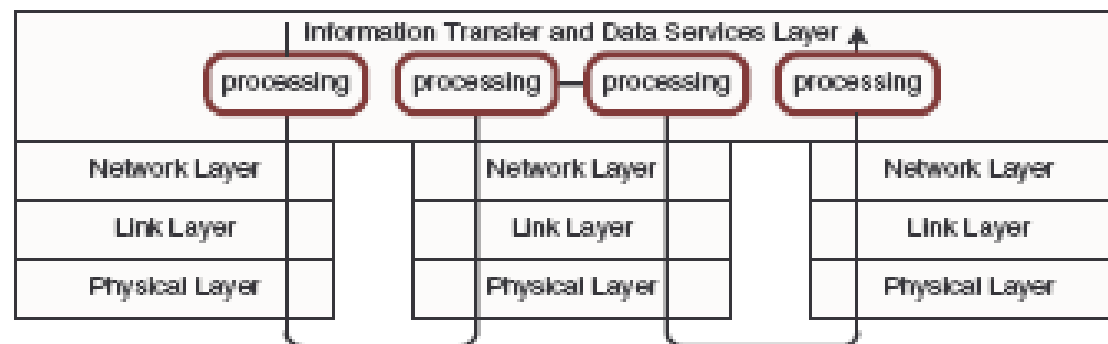 Information Transfer and Data Services Layer
processing processing processing processing
Network Layer Network Layer Network Layer
Link Layer Link Layer Link Layer
Physical Layer Physical Layer Physical Layer